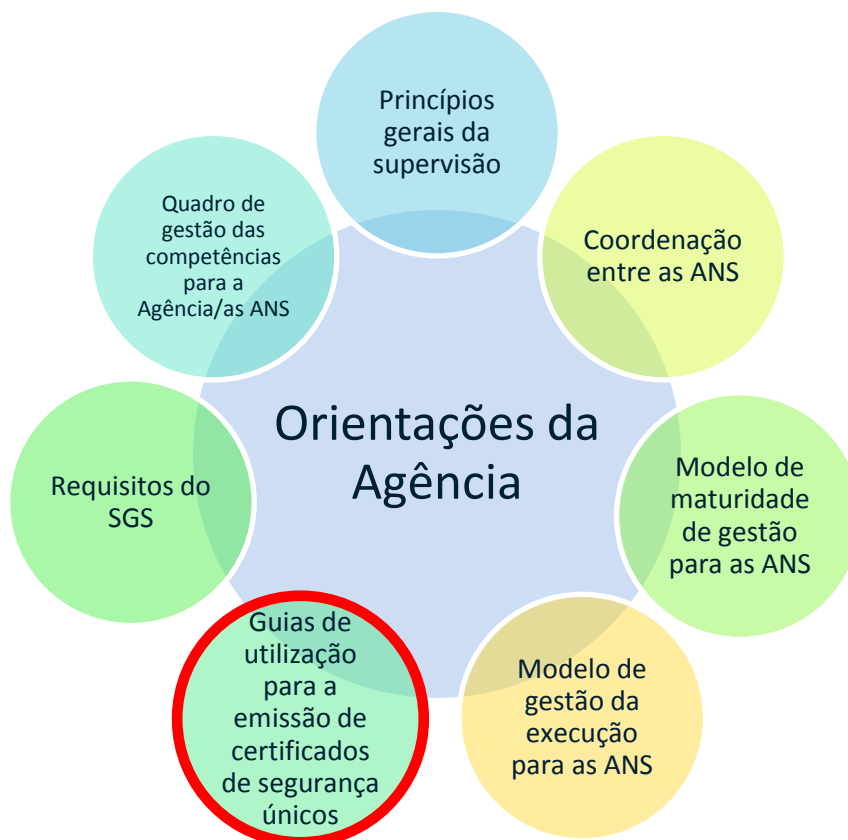 Princípios
gerais da
supervisão
Coordenação
entre as ANS
Modelo de
maturidade
de gestão
para as ANS
Modelo de
gestão da
execução
para as ANS
Guias de
utilização
para a
emissão de
certificados
de segurança
únicos
Requisitos do
SGS
Quadro de
gestão das
competências
para a
Agência/as ANS
Orientações da
Agência